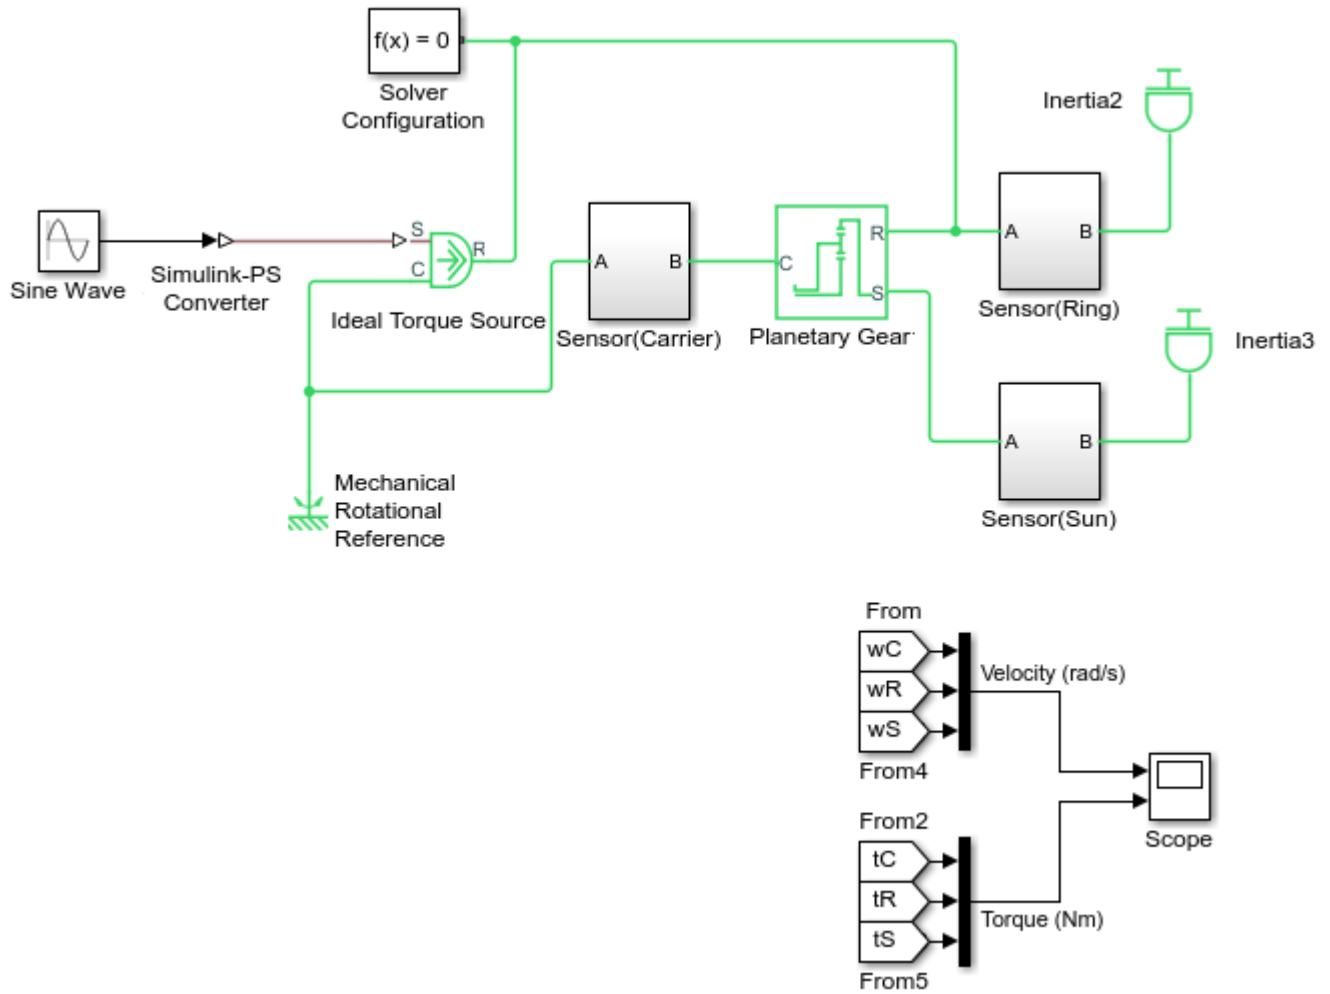 f(x) = 0
Solver
Configuration
Inertia2
S
R
C
Sine Wave
Simulink-PS
Converter
Ideal Torque Source
A
B
Sensor(Carrier)
C
R
S
Planetary Gear
A
B
Sensor(Ring)
Inertia3
A
B
Sensor(Sun)
Mechanical
Rotational
Reference
From
wC
wR
wS
From4
Velocity (rad/s)
From2
tC
tR
tS
From5
Torque (Nm)
Scope